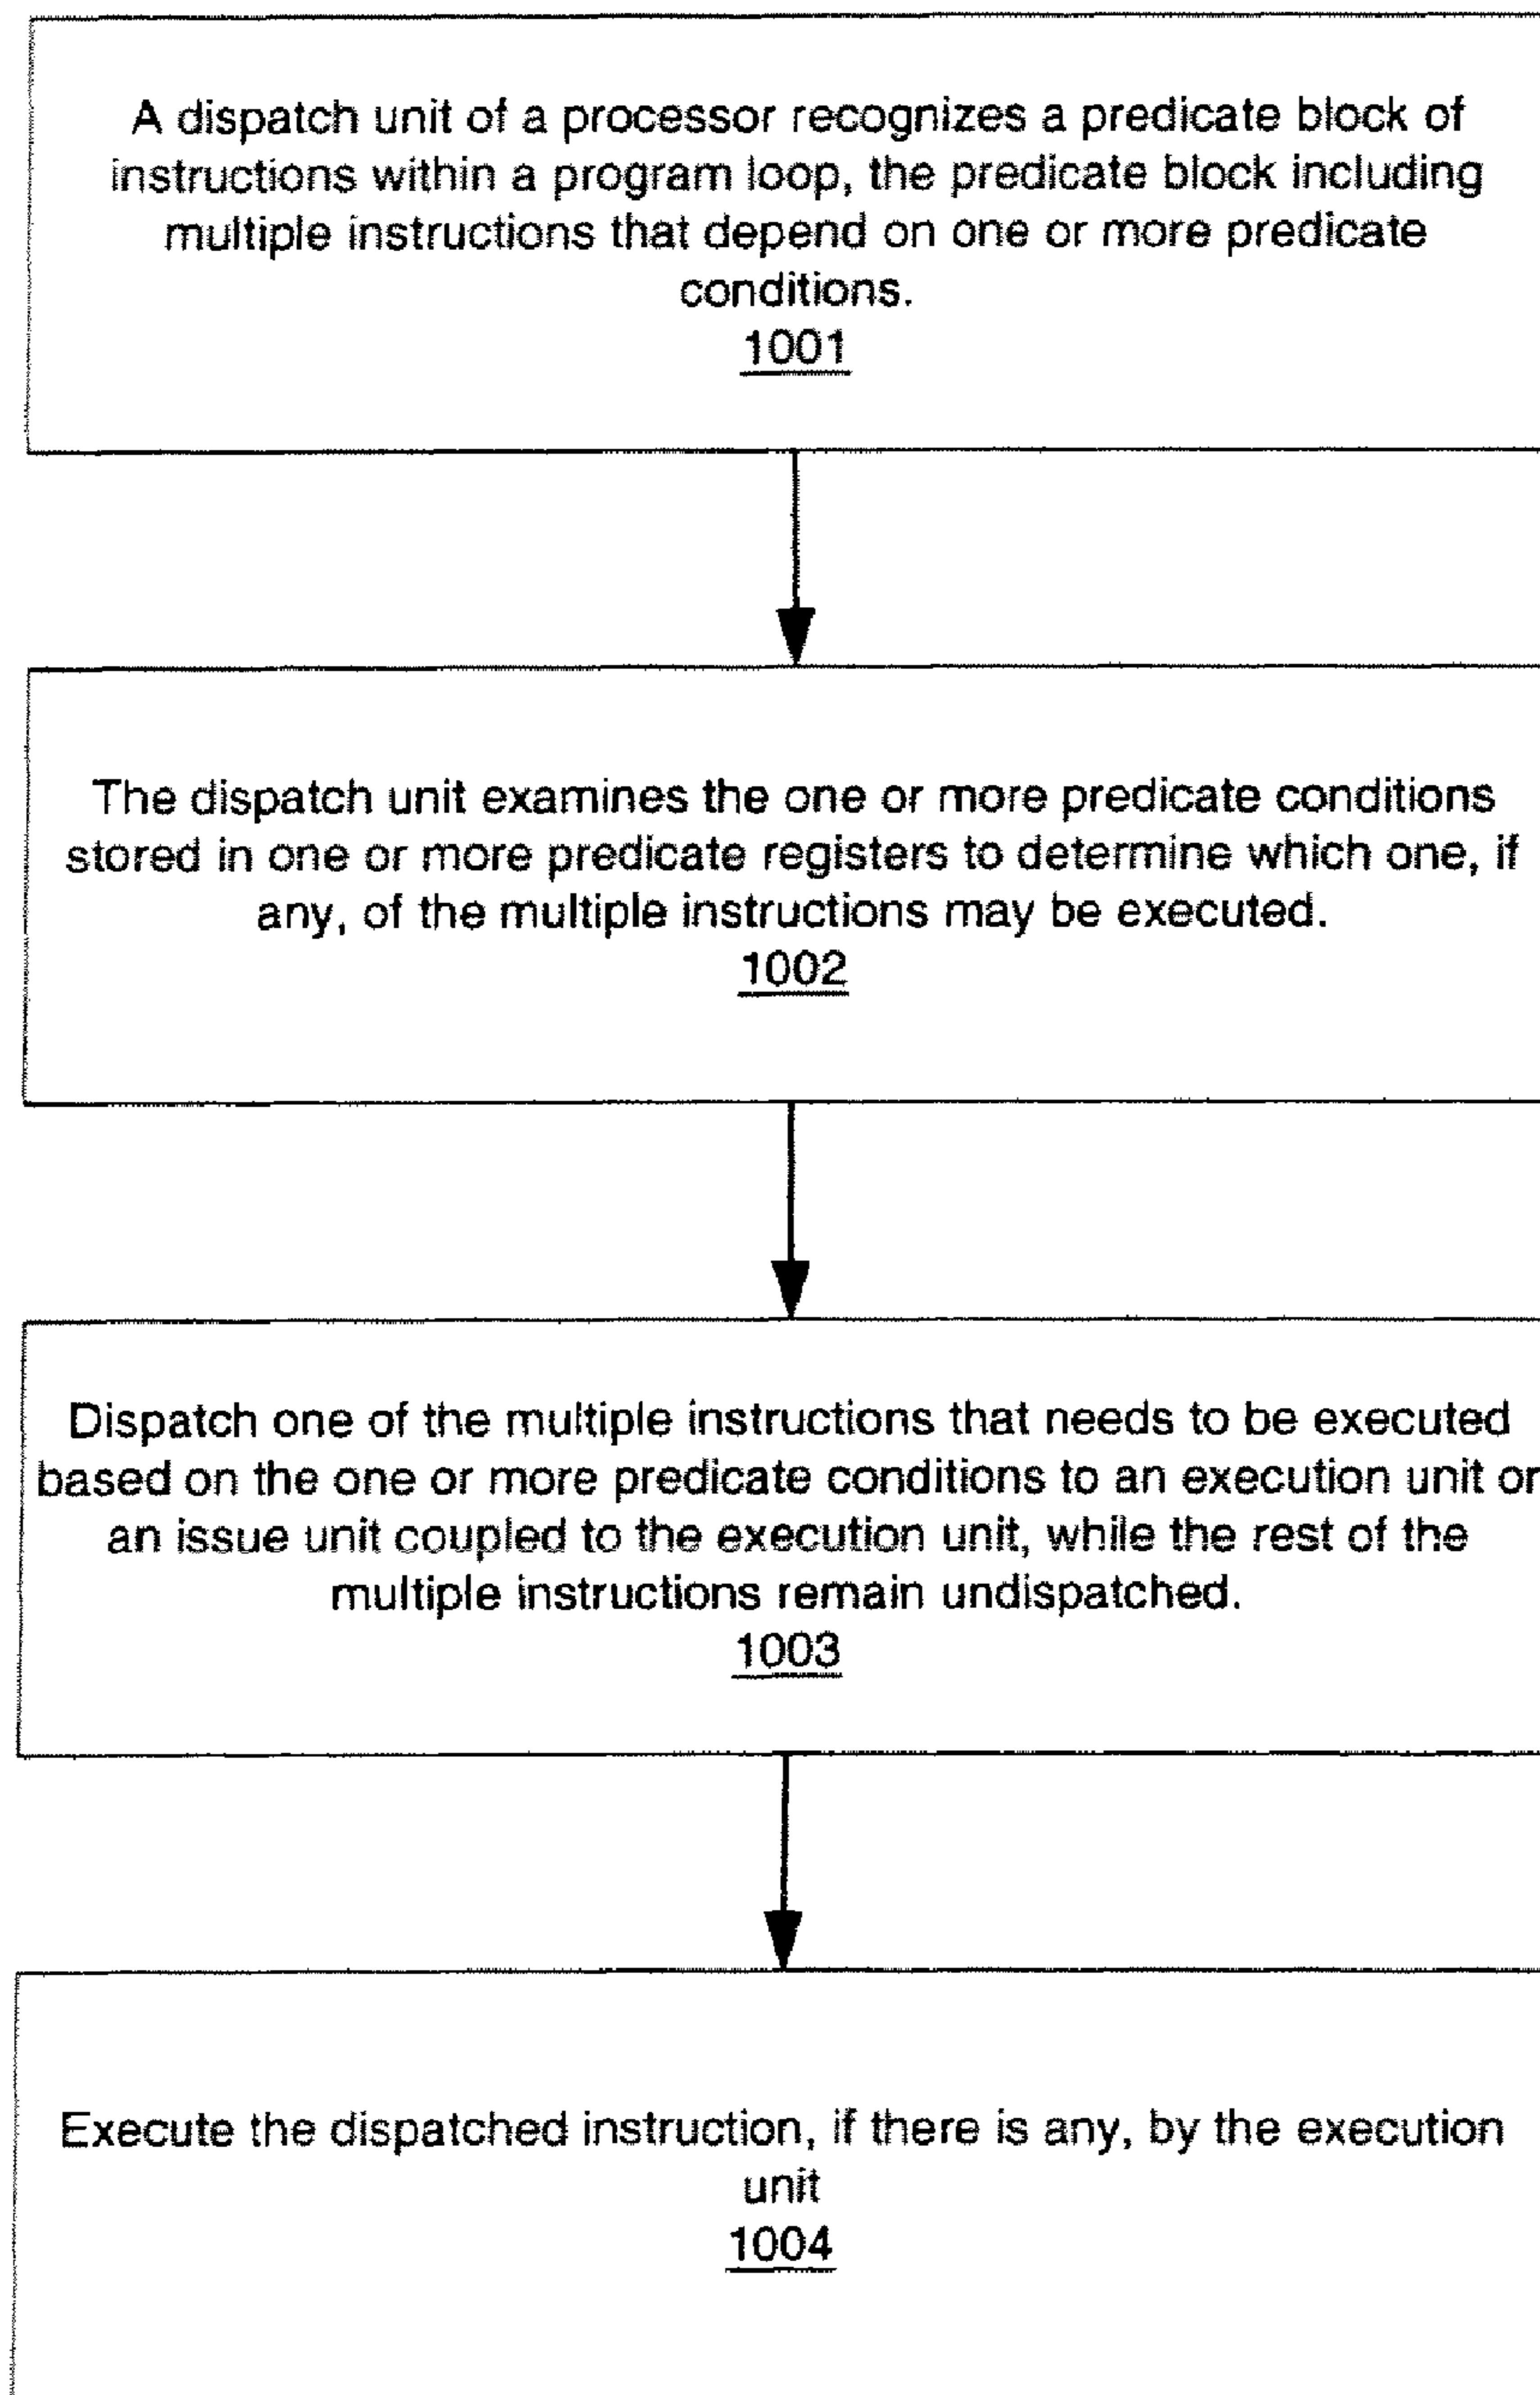 A dispatch unit of a processor recognizes a predicate block of
instructions within a program loop, the predicate block including
multiple instructions that depend on one or more predicate
conditions.
1001
The dispatch unit examines the one or more predicate conditions
stored in one or more predicate registers to determine which one, if
any, of the multiple instructions may be executed.
1002
Dispatch one of the multiple instructions that needs to be executed
based on the one or more predicate conditions to an execution unit or
an issue unit coupled to the execution unit, while the rest of the
multiple instructions remain undispatched.
1003
Execute the dispatched instruction, if there is any, by the execution
unit
1004